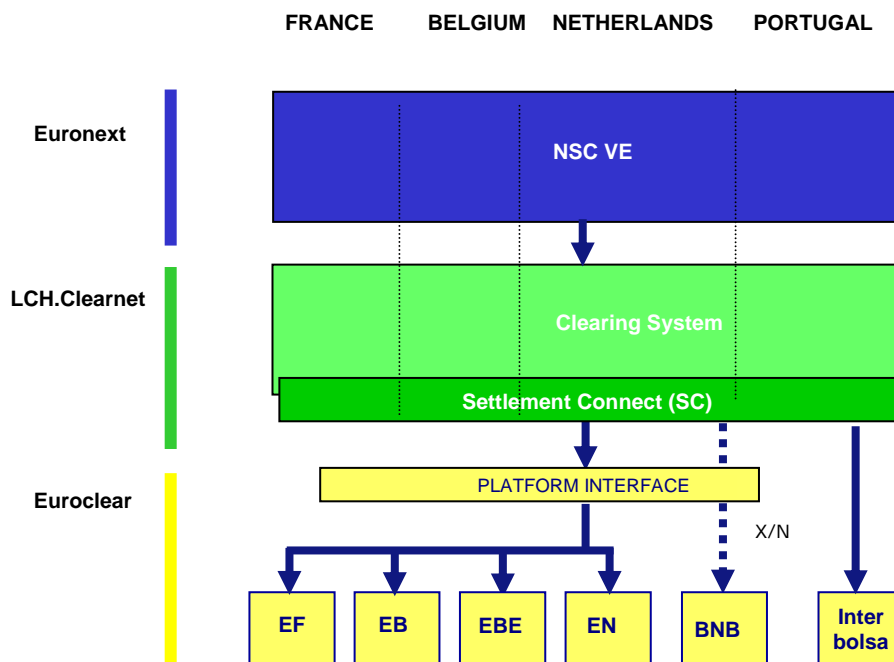 FRANCE BELGIUM NETHERLANDS PORTUGAL
Euronext
NSC VE
LCH.Clearnet
Clearing System
Settlement Connect (SC)
PLATFORM INTERFACE
Euroclear
X/N
EF EB EBE EN BNB Inter
bolsa